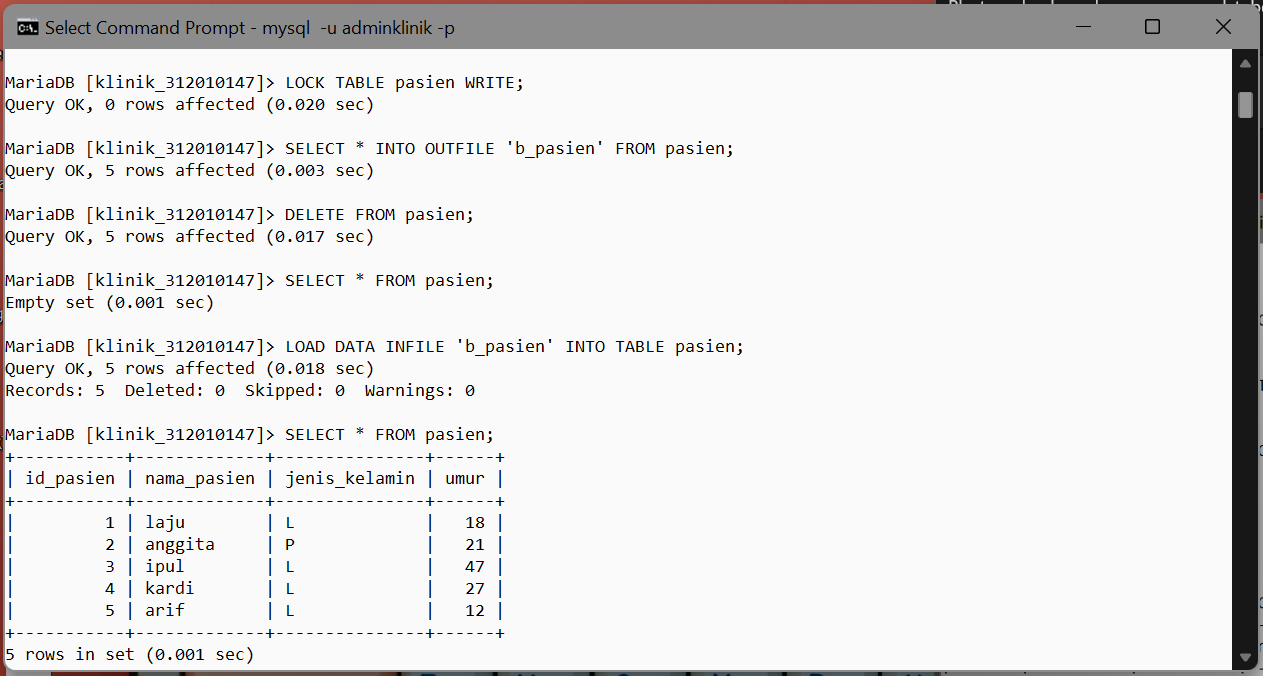 Select Command Prompt - mysql  -u adminklinik -p
MariaDB [klinik_312010147]> LOCK TABLE pasien WRITE;
Query OK, 0 rows affected (0.020 sec)
MariaDB [klinik_312010147]> SELECT * INTO OUTFILE 'b_pasien' FROM pasien;
Query OK, 5 rows affected (0.003 sec)
MariaDB [klinik_312010147]> DELETE FROM pasien;
Query OK, 5 rows affected (0.017 sec)
MariaDB [klinik_312010147]> SELECT * FROM pasien;
Empty set (0.001 sec)
MariaDB [klinik_312010147]> LOAD DATA INFILE 'b_pasien' INTO TABLE pasien;
Query OK, 5 rows affected (0.018 sec)
Records: 5  Deleted: 0  Skipped: 0  Warnings: 0
MariaDB [klinik_312010147]> SELECT * FROM pasien;
+-----------+-------------+---------------+------+
| id_pasien | nama_pasien | jenis_kelamin | umur |
+-----------+-------------+---------------+------+
|         1 | laju        | L             |   18 |
|         2 | anggita     | P             |   21 |
|         3 | ipul        | L             |   47 |
|         4 | kardi       | L             |   27 |
|         5 | arif        | L             |   12 |
+-----------+-------------+---------------+------+
5 rows in set (0.001 sec)